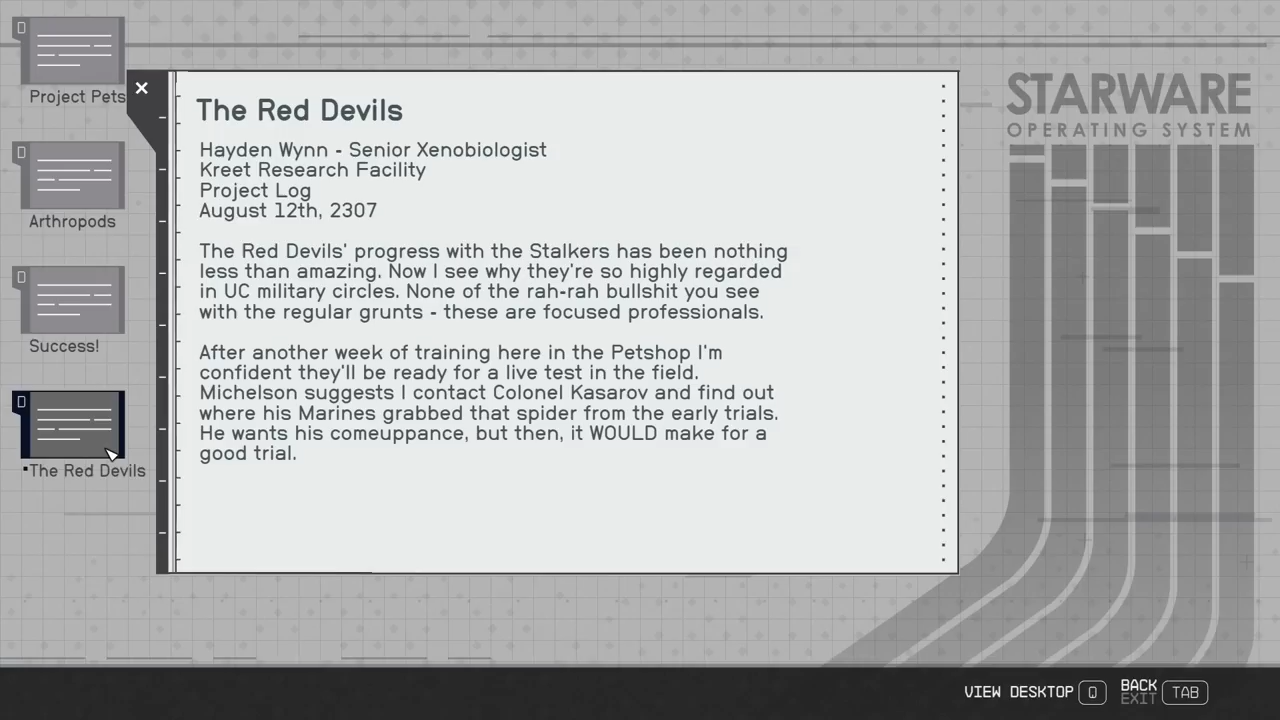 Project Pets
Arthropods
Success!
The Red Devils
The Red Devils
Hayden Wynn - Senior Xenobiologist
Kreet Research Facility
Project Log
August 12th, 2307
The Red Devils' progress with the Stalkers has been nothing
less than amazing. Now I see why they're so highly regarded
in UC military circles. None of the rah-rah bullshit you see
with the regular grunts - these are focused professionals.
After another week of training here in the Petshop I'm
confident they'll be ready for a live test in the field.
Michelson suggests I contact Colonel Kasarov and find out
where his Marines grabbed that spider from the early trials.
He wants his comeuppance, but then, it WOULD make for a
good trial.
STARWARE
OPERATING SYSTEM
VIEW DESKTOP Q
BACK
EXIT
TAB